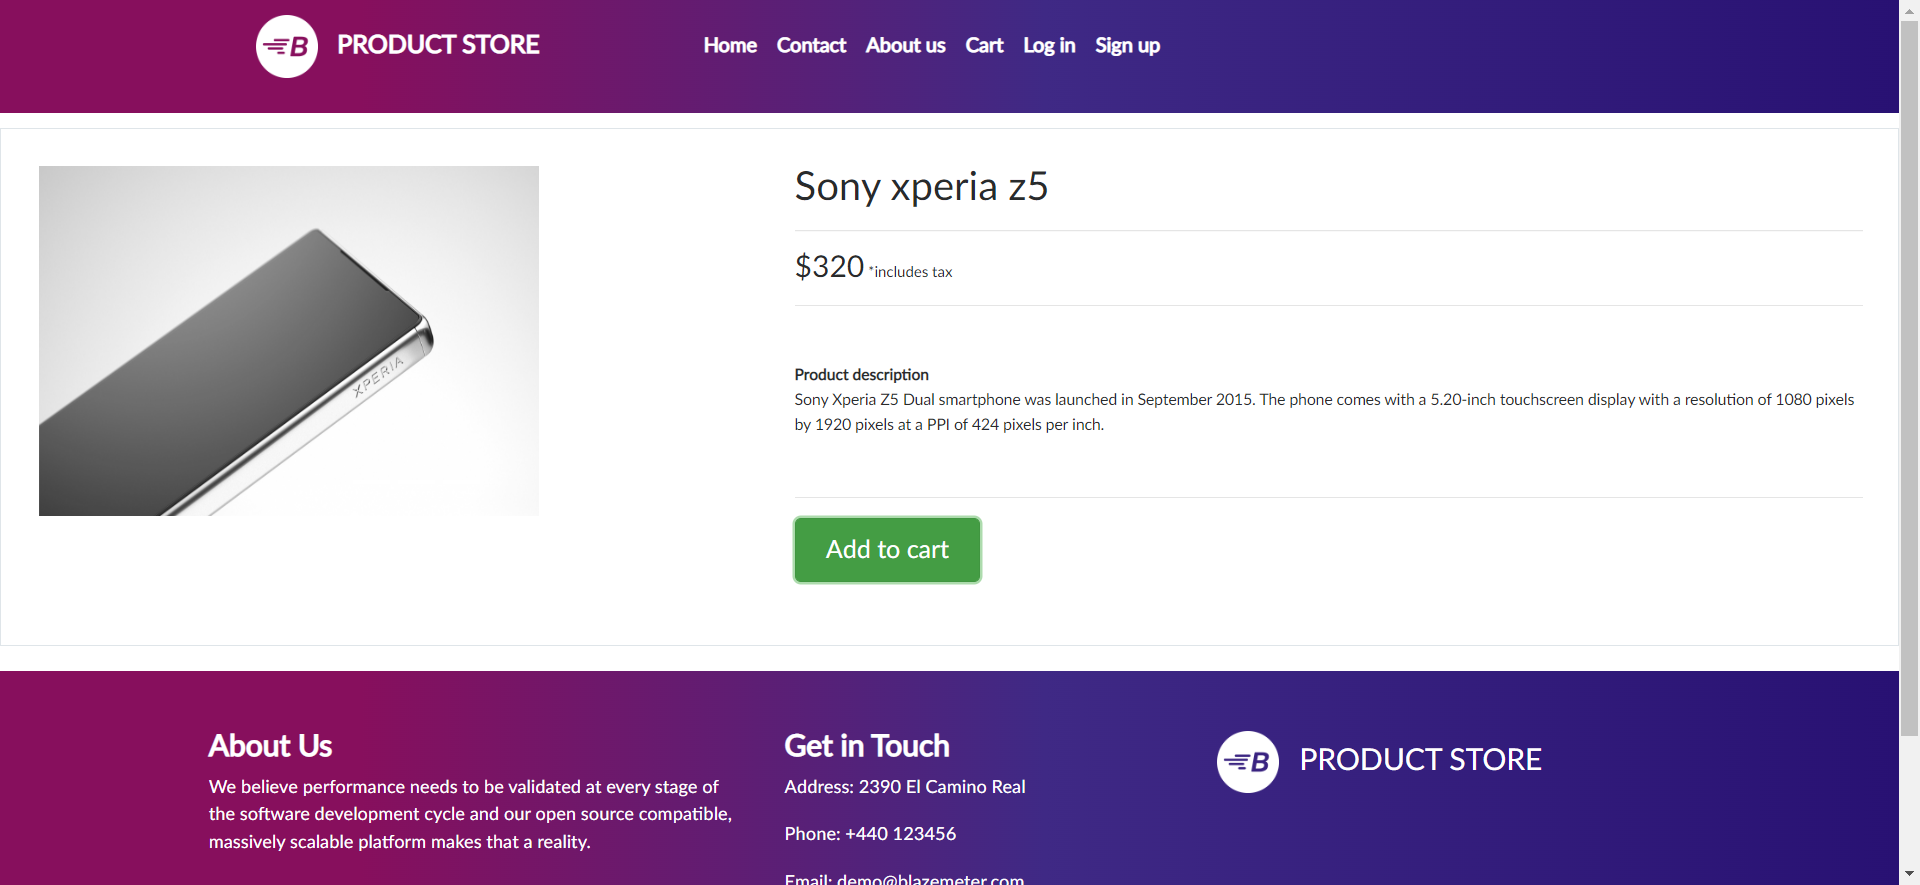 B PRODUCT STORE
Home Contact About us Cart Log in Sign up
XPERIA
Sony xperia z5
$320 *includes tax
Product description
Sony Xperia Z5 Dual smartphone was launched in September 2015. The phone comes with a 5.20-inch touchscreen display with a resolution of 1080 pixels
by 1920 pixels at a PPI of 424 pixels per inch.
Add to cart
About Us
We believe performance needs to be validated at every stage of
the software development cycle and our open source compatible,
massively scalable platform makes that a reality.
Get in Touch
Address: 2390 El Camino Real
Phone: +440 123456
Email: demo@blazemeter.com
B PRODUCT STORE